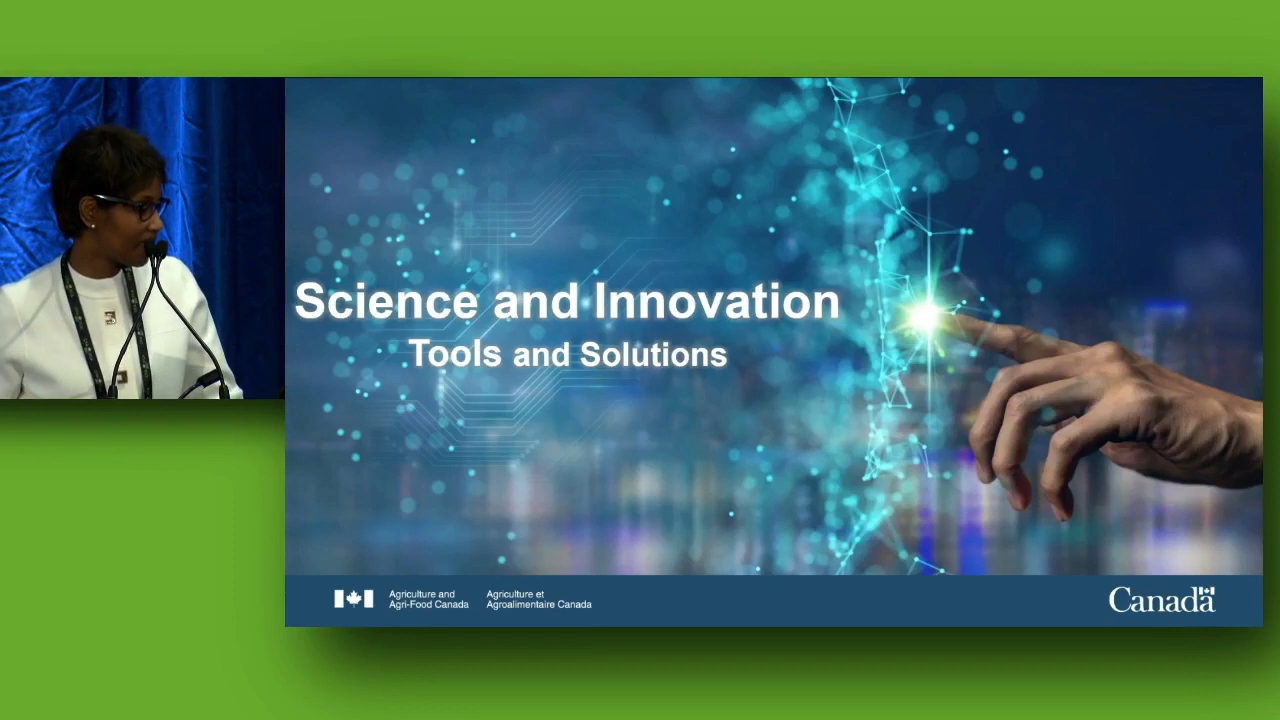 Science and Innovation
Tools and Solutions
Agriculture and
Agri-Food Canada
Agriculture et
Agroalimentaire Canada
Canada